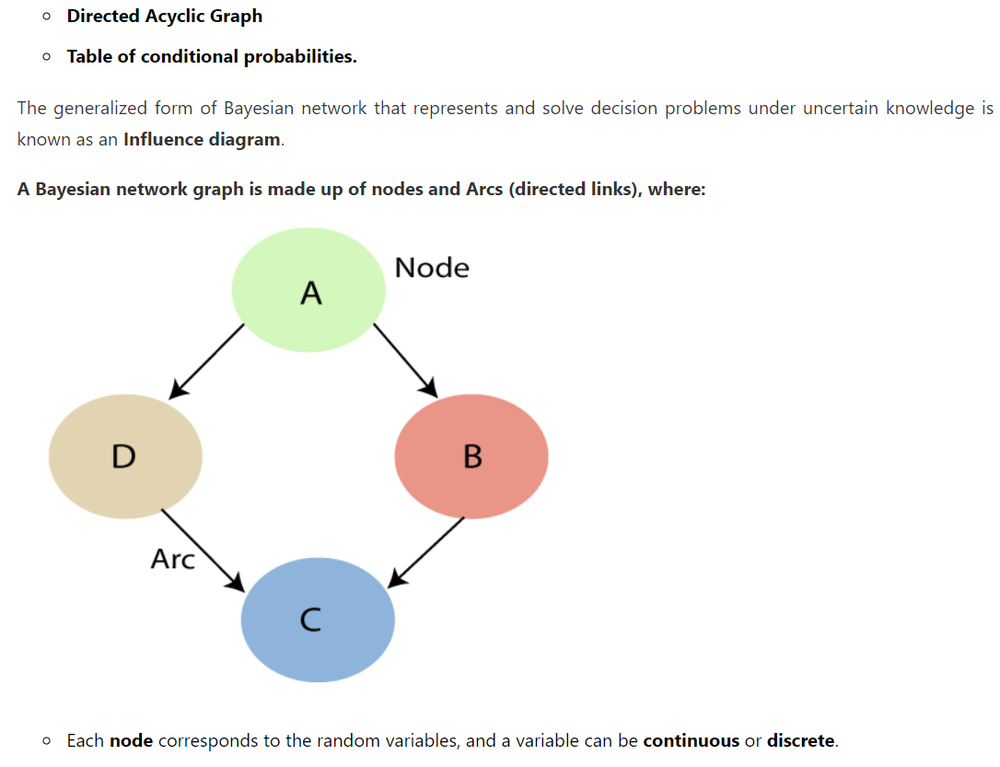 Directed Acyclic Graph
Table of conditional probabilities.
The generalized form of Bayesian network that represents and solve decision problems under uncertain knowledge is
known as an Influence diagram.
A Bayesian network graph is made up of nodes and Arcs (directed links), where:
Node
A
D
B
Arc
C
Each node corresponds to the random variables, and a variable can be continuous or discrete.